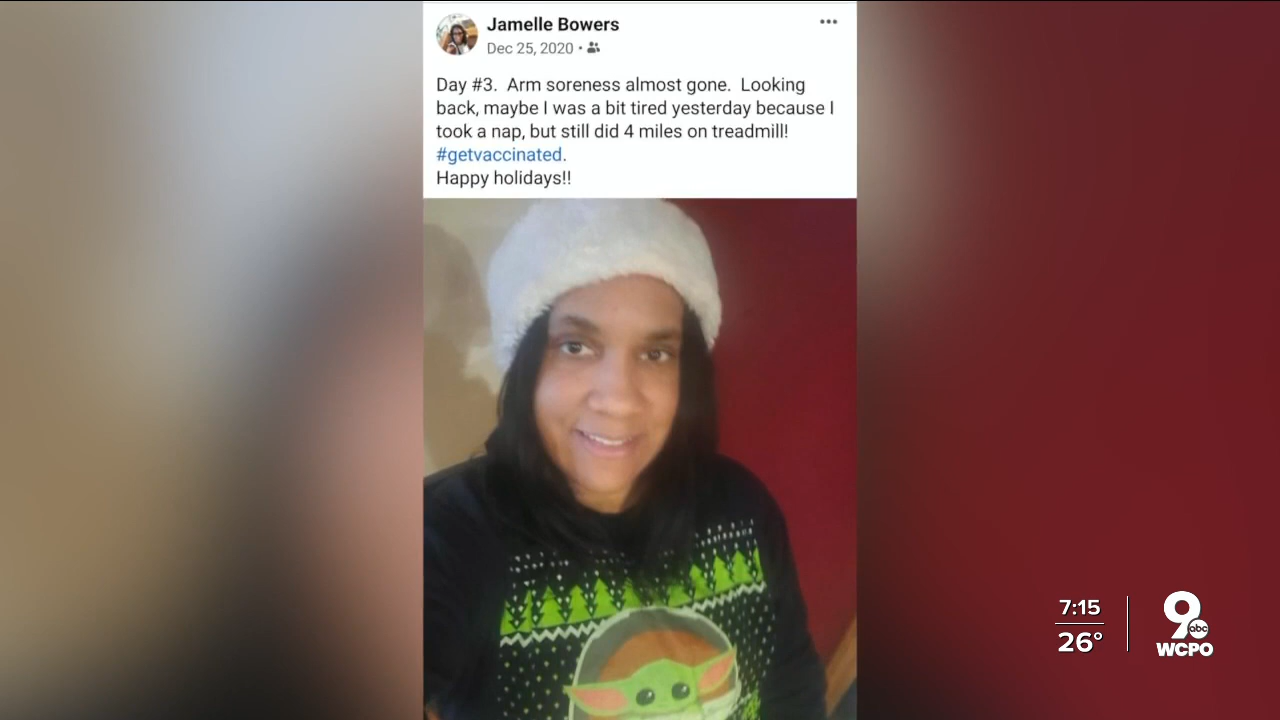 Jamelle Bowers
Dec 25, 2020 •
Day #3. Arm soreness almost gone. Looking
back, maybe I was a bit tired yesterday because I
took a nap, but still did 4 miles on treadmill!
#getvaccinated.
Happy holidays!!
7:15
26°
9
abc
WCPO